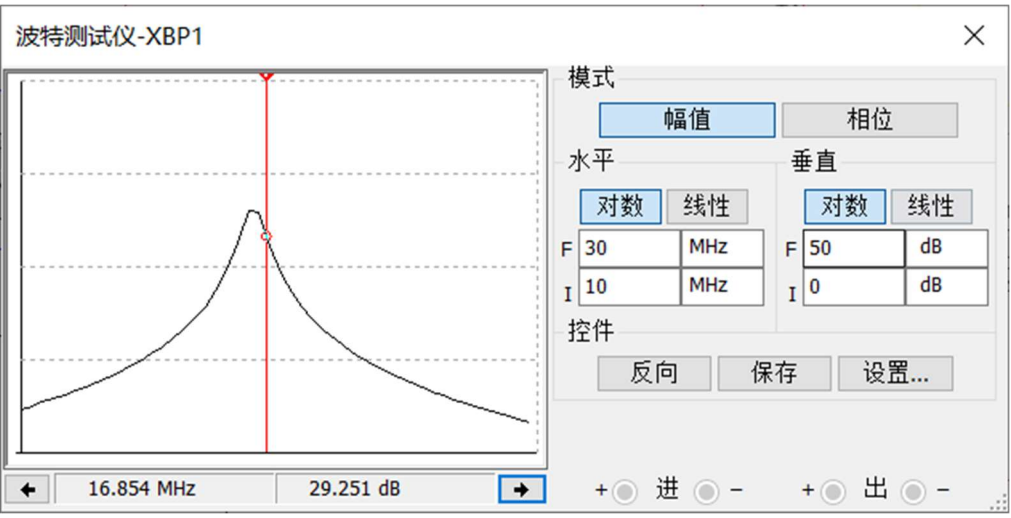 波特测试仪-XBP1
模式
幅值 相位
水平 垂直
对数 线性 对数 线性
F 30 MHz F 50 dB
I 10 MHz I 0 dB
控件
反向 保存 设置...
16.854 MHz 29.251 dB
+ 进 - + 出 -